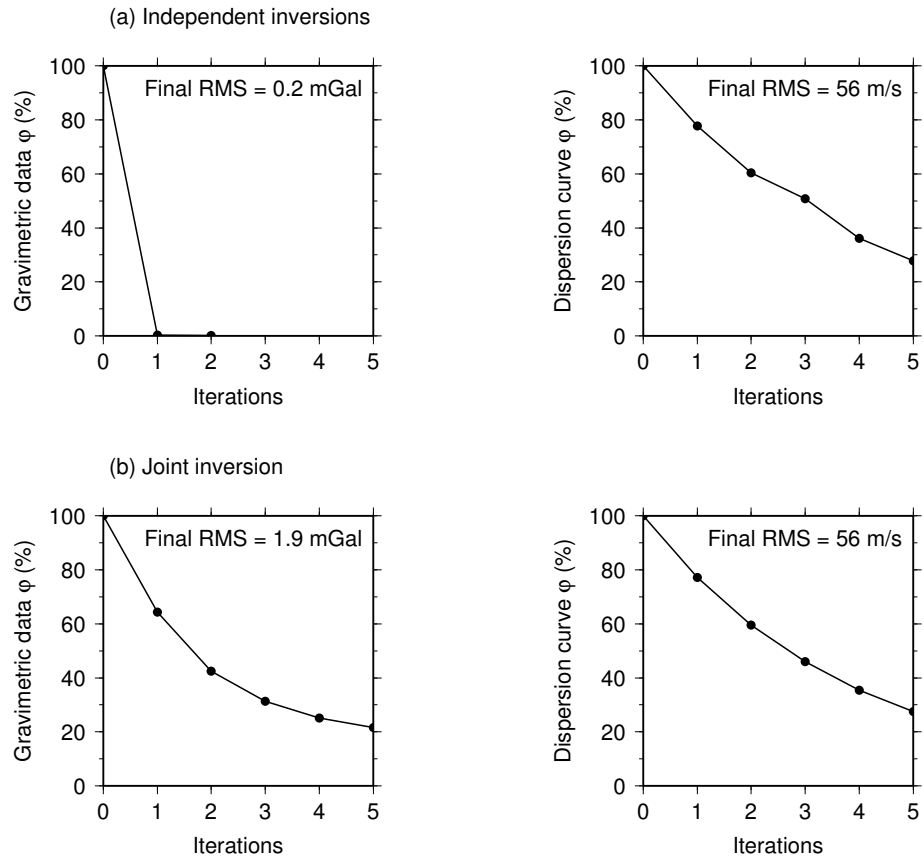 (a) Independent inversions
Gravimetric data φ (%)
100
80
60
40
20
0
Final RMS = 0.2 mGal
0 1 2 3 4 5
Iterations
Dispersion curve φ (%)
100
80
60
40
20
0
Final RMS = 56 m/s
0 1 2 3 4 5
Iterations
(b) Joint inversion
Gravimetric data φ (%)
100
80
60
40
20
0
Final RMS = 1.9 mGal
0 1 2 3 4 5
Iterations
Dispersion curve φ (%)
100
80
60
40
20
0
Final RMS = 56 m/s
0 1 2 3 4 5
Iterations